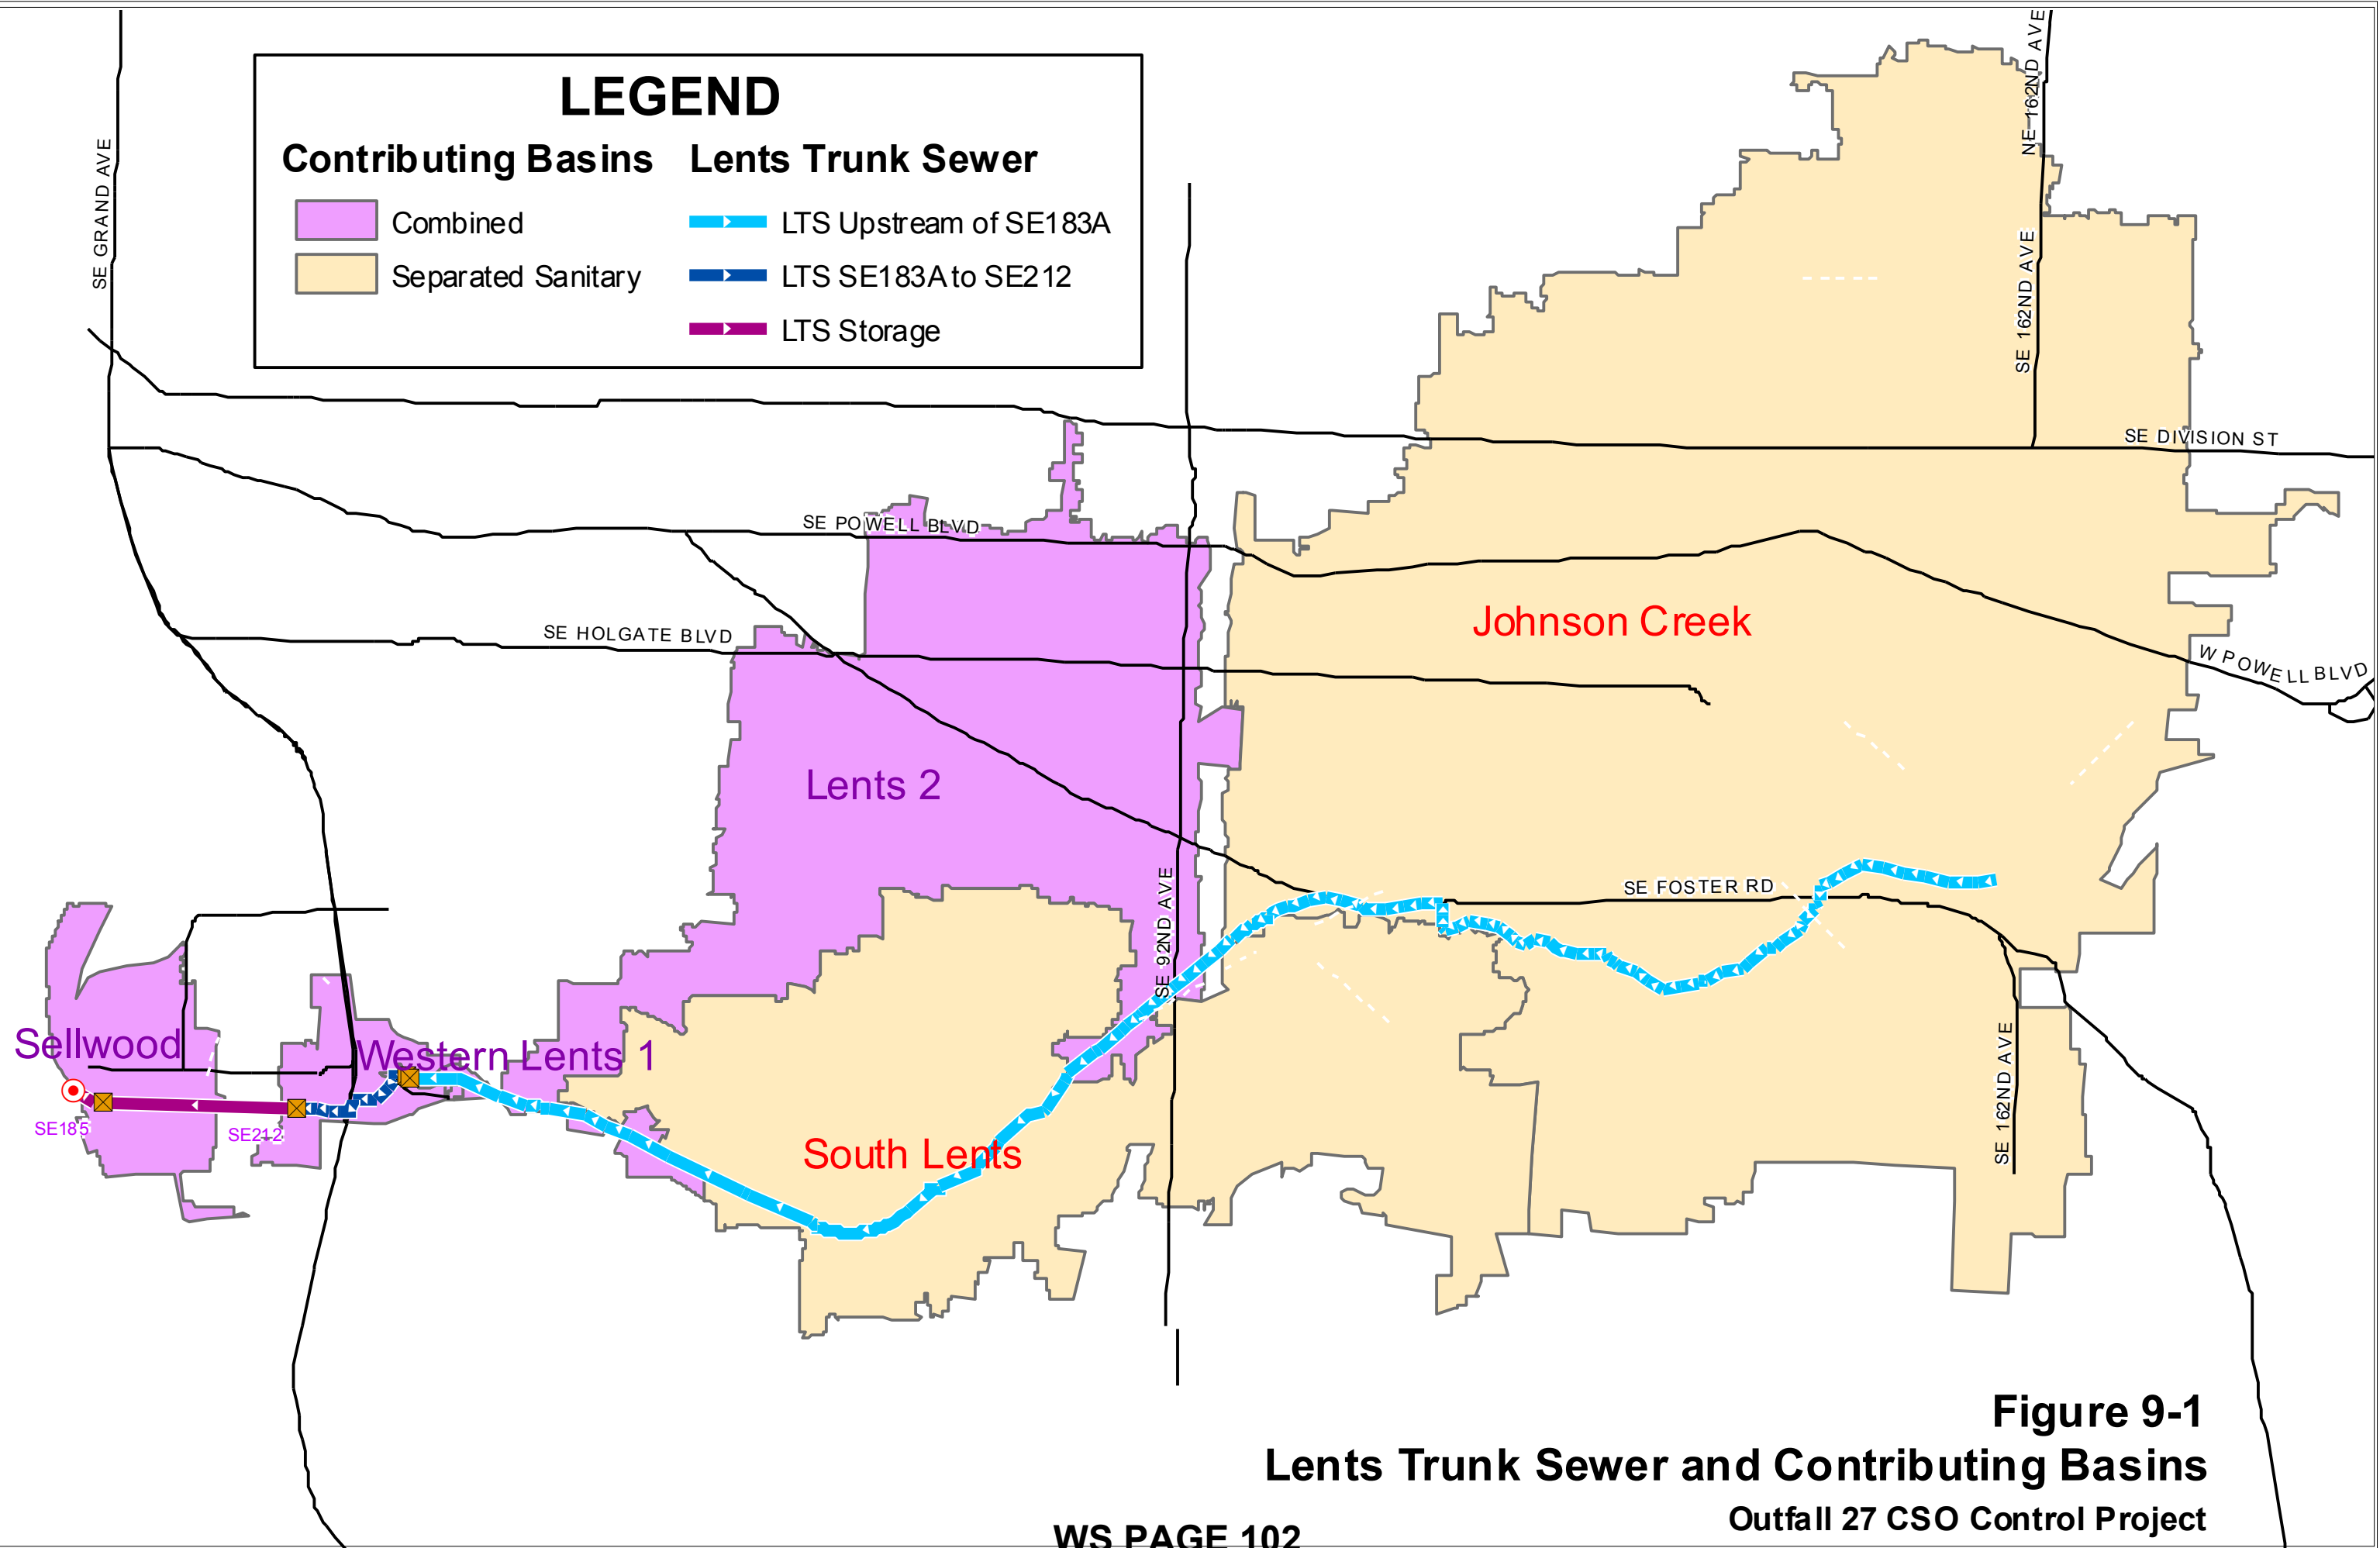 LEGEND
Contributing Basins
Combined
Separated Sanitary
Lents Trunk Sewer
LTS Upstream of SE183A
LTS SE183A to SE212
LTS Storage
SE GRAND AVE
NE 162ND AVE
SE 162ND AVE
SE DIVISION ST
SE POWELL BLVD
SE HOLGATE BLVD
Johnson Creek
W POWELL BLVD
Lents 2
SE FOSTER RD
SE 92ND AVE
Sellwood
Western Lents 1
SE185
SE212
South Lents
SE 162ND AVE
Figure 9-1
Lents Trunk Sewer and Contributing Basins
Outfall 27 CSO Control Project
WS PAGE 102